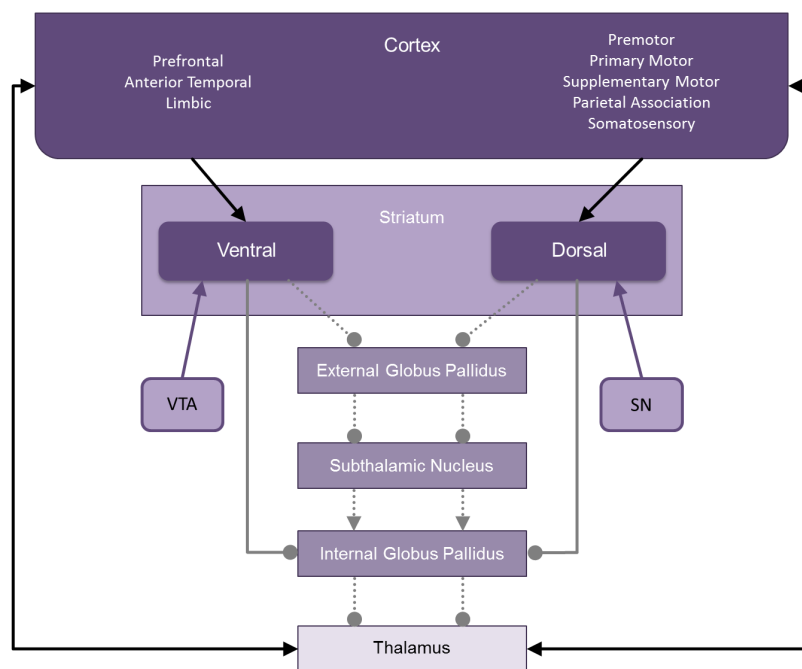 Cortex
Prefrontal
Anterior Temporal
Limbic
Premotor
Primary Motor
Supplementary Motor
Parietal Association
Somatosensory
Striatum
Ventral
Dorsal
External Globus Pallidus
VTA
SN
Subthalamic Nucleus
Internal Globus Pallidus
Thalamus